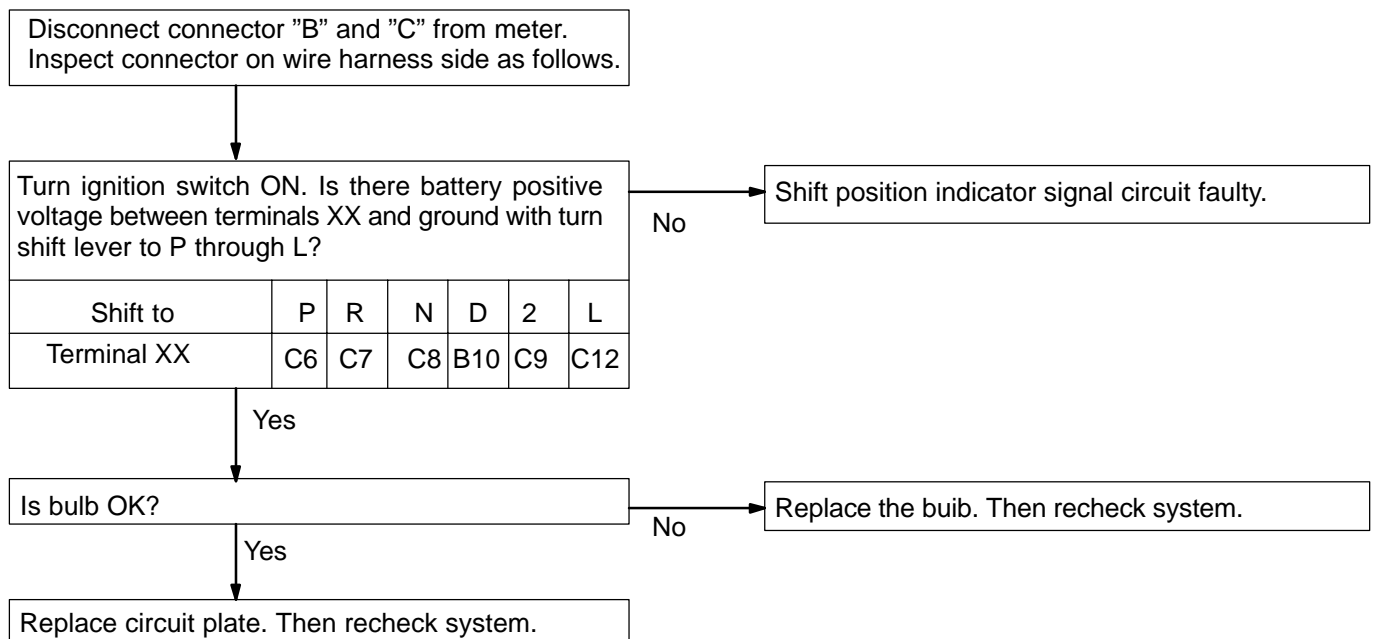 Disconnect connector ”B” and ”C” from meter.
Inspect connector on wire harness side as follows.
Turn ignition switch ON. Is there battery positive
voltage between terminals XX and ground with turn
shift lever to P through L?
No
Shift position indicator signal circuit faulty.
Shift to P R N D 2 L
Terminal XX C6 C7 C8 B10 C9 C12
Yes
Is bulb OK?
No
Replace the buib. Then recheck system.
Yes
Replace circuit plate. Then recheck system.